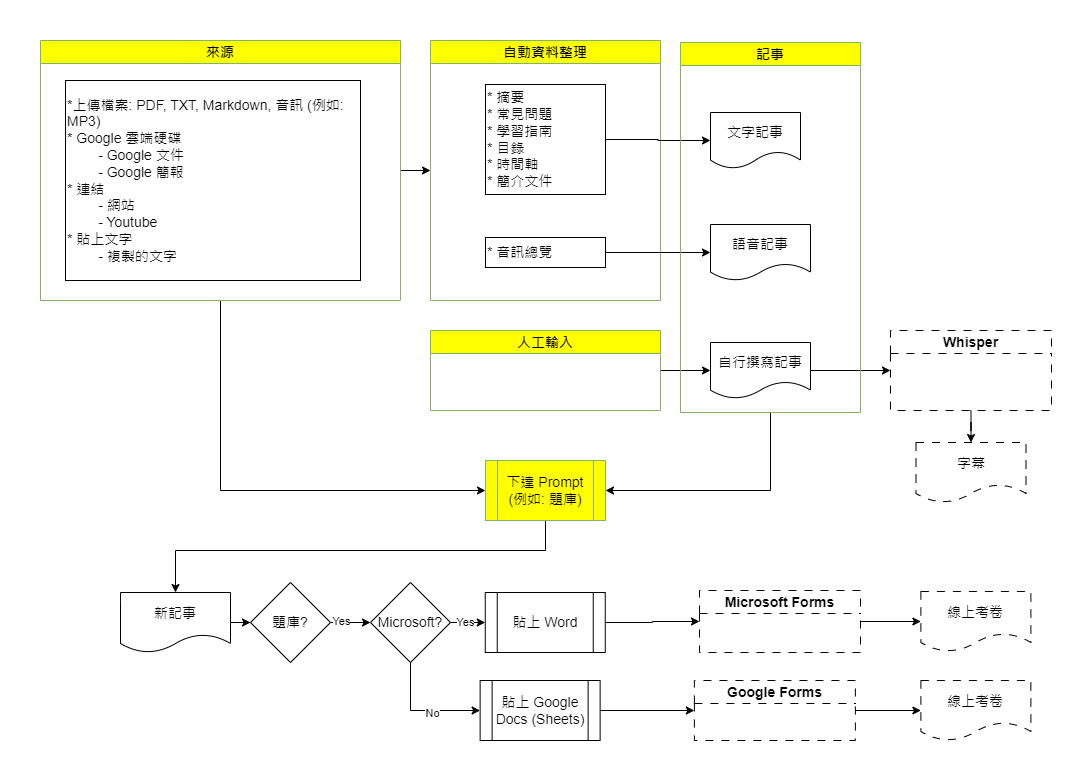 來源
*上傳檔案: PDF, TXT, Markdown, 音訊 (例如:
MP3)
* Google 雲端硬碟
- Google 文件
- Google 簡報
* 連結
- 網站
- Youtube
* 貼上文字
- 複製的文字
自動資料整理
* 摘要
* 常見問題
* 學習指南
* 目錄
* 時間軸
* 簡介文件
* 音訊總覽
記事
文字記事
語音記事
自行撰寫記事
人工輸入
Whisper
字幕
下達 Prompt
(例如: 題庫)
新記事
題庫?
Yes
Microsoft?
Yes
貼上 Word
Microsoft Forms
線上考卷
No
貼上 Google
Docs (Sheets)
Google Forms
線上考卷